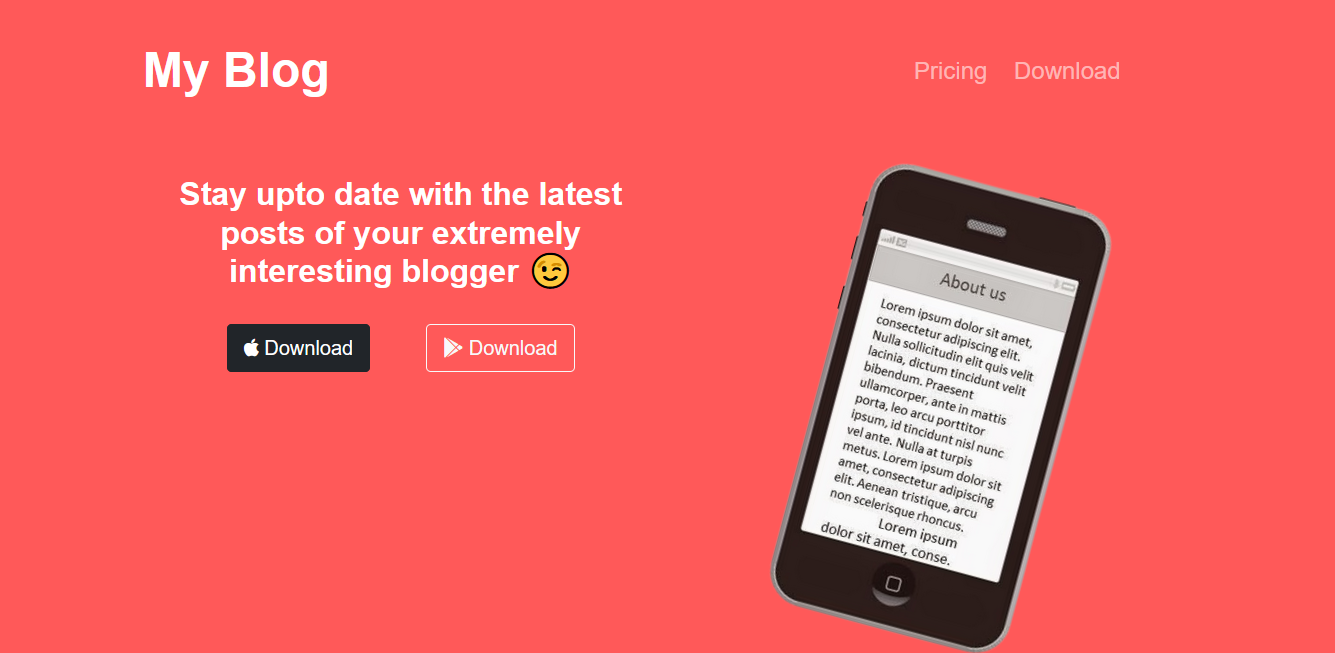 My Blog
Pricing Download
Stay upto date with the latest
posts of your extremely
interesting blogger 😉
Download
Download
About us
Lorem ipsum dolor sit amet,
consectetur adipiscing elit.
Nulla sollicitudin elit quis velit
lacinia, dictum tincidunt velit
bibendum. Praesent
ullamcorper, ante in mattis
porta, leo arcu porttitor
ipsum, id tincidunt nisl nunc
vel ante. Nulla at turpis
metus. Lorem ipsum dolor sit
amet, consectetur adipiscing
elit. Aenean tristique, arcu
non scelerisque rhoncus.
Lorem ipsum
dolor sit amet, conse.